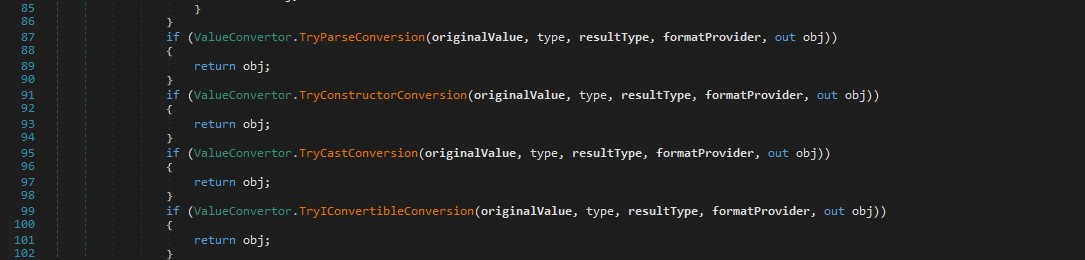 85 }
86 }
87 if (ValueConvertor.TryParseConversion(originalValue, type, resultType, formatProvider, out obj))
88 {
89 return obj;
90 }
91 if (ValueConvertor.TryConstructorConversion(originalValue, type, resultType, formatProvider, out obj))
92 {
93 return obj;
94 }
95 if (ValueConvertor.TryCastConversion(originalValue, type, resultType, formatProvider, out obj))
96 {
97 return obj;
98 }
99 if (ValueConvertor.TryIConvertibleConversion(originalValue, type, resultType, formatProvider, out obj))
100 {
101 return obj;
102 }